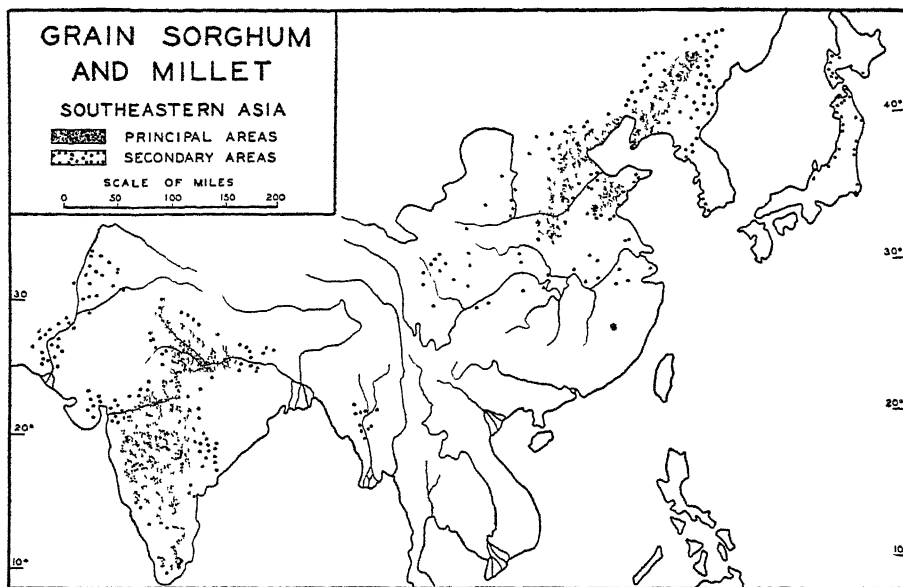 GRAIN SORGHUM
AND MILLET
SOUTHEASTERN ASIA
PRINCIPAL AREAS
SECONDARY AREAS
SCALE OF MILES
0 50 100 150 200
40°
30°
30
20°
20°
10°
10